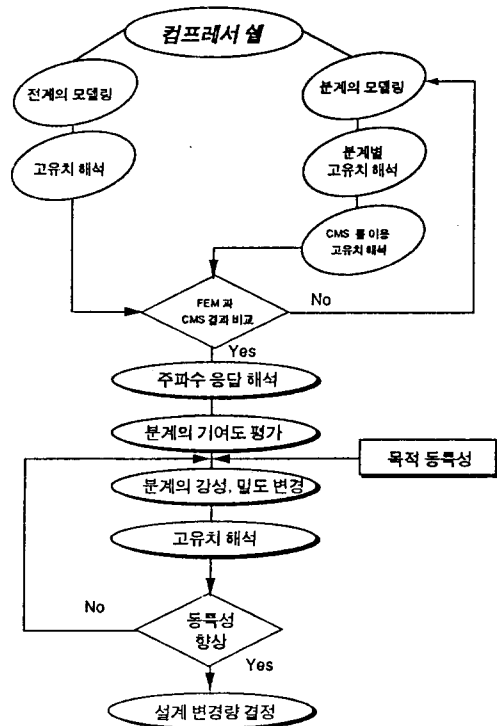 컴프레서 쉘
전계의 모델링
분계의 모델링
고유치 해석
분계별
고유치 해석
CMS 를 이용
고유치 해석
FEM 과
CMS 결과 비교
No
Yes
주파수 응답 해석
분계의 기여도 평가
목적 동특성
분계의 강성, 밀도 변경
고유치 해석
No
동특성
향상
Yes
설계 변경량 결정